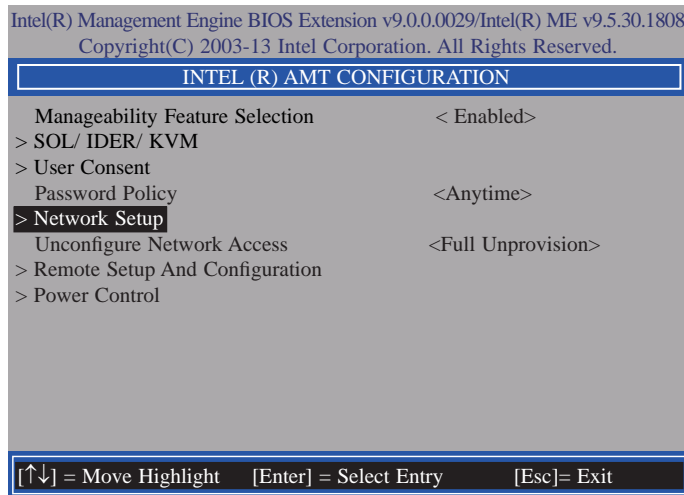 Intel(R) Management Engine BIOS Extension v9.0.0.0029/Intel(R) ME v9.5.30.1808
Copyright(C) 2003-13 Intel Corporation. All Rights Reserved.
INTEL (R) AMT CONFIGURATION
Manageability Feature Selection < Enabled>
> SOL/ IDER/ KVM
> User Consent
Password Policy <Anytime>
> Network Setup
Unconfigure Network Access <Full Unprovision>
> Remote Setup And Configuration
> Power Control
[↑↓] = Move Highlight [Enter] = Select Entry [Esc]= Exit